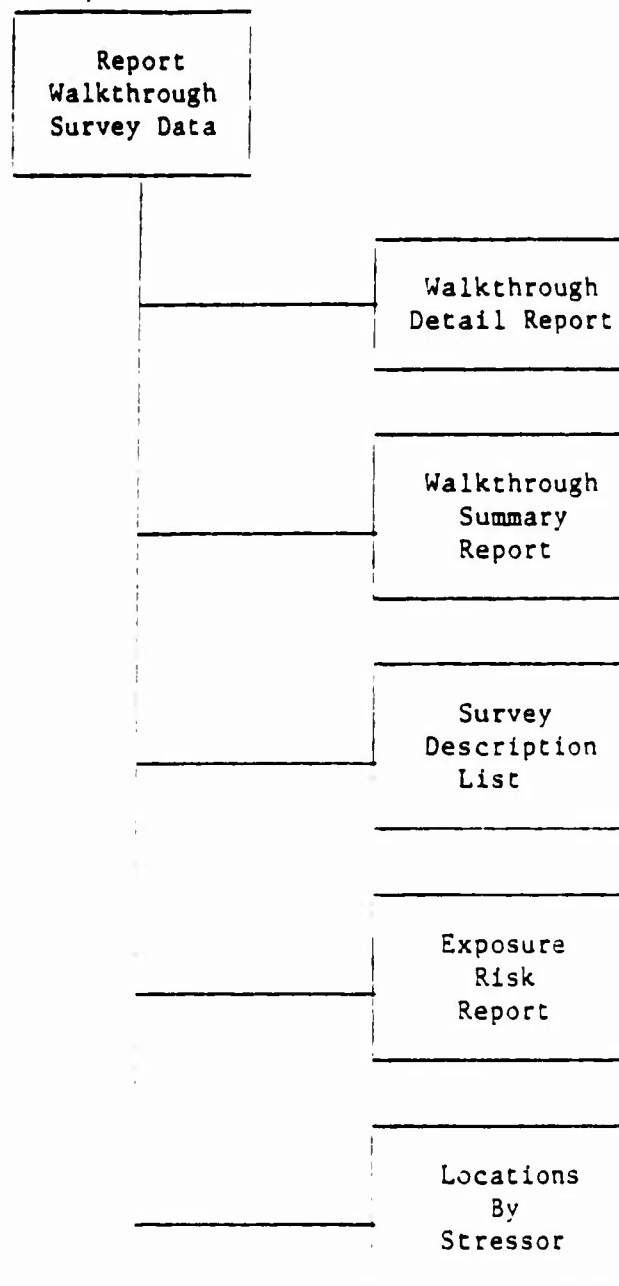 Report
Walkthrough
Survey Data
Walkthrough
Detail Report
Walkthrough
Summary
Report
Survey
Description
List
Exposure
Risk
Report
Locations
By
Stressor